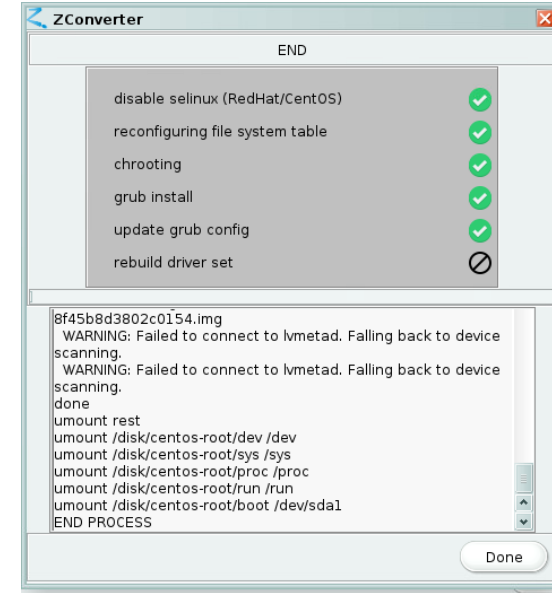 ZConverter
END
disable selinux (RedHat/CentOS)
reconfiguring file system table
chrooting
grub install
update grub config
rebuild driver set
8f45b8d3802c0154.img
WARNING: Failed to connect to lvmetad. Falling back to device
scanning.
WARNING: Failed to connect to lvmetad. Falling back to device
scanning.
done
umount rest
umount /disk/centos-root/dev /dev
umount /disk/centos-root/sys /sys
umount /disk/centos-root/proc /proc
umount /disk/centos-root/run /run
umount /disk/centos-root/boot /dev/sda1
END PROCESS
Done